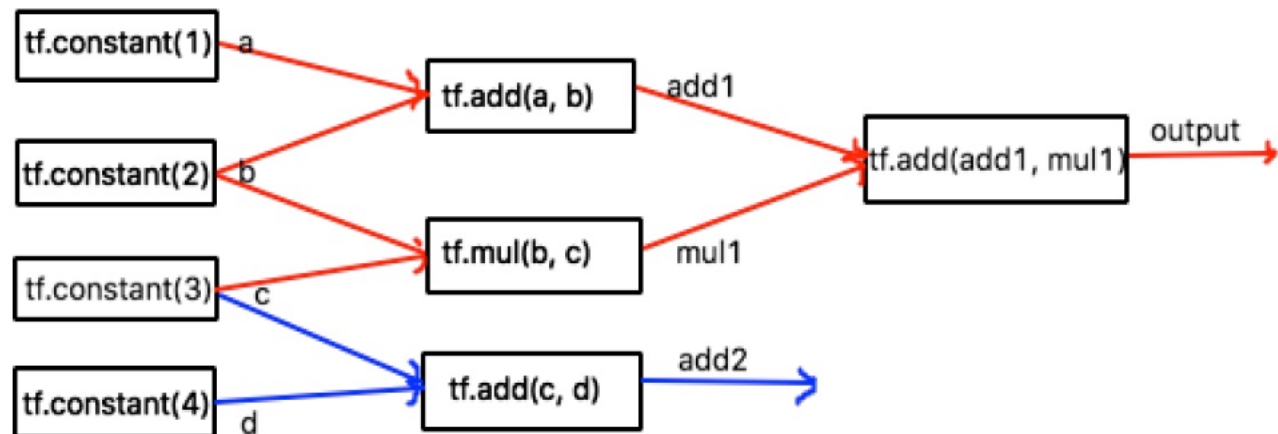 tf.constant(1)
a
tf.add(a, b)
add1
output
tf.constant(2)
b
tf.add(add1, mul1)
tf.mul(b, c)
mul1
tf.constant(3)
c
tf.add(c, d)
add2
tf.constant(4)
d